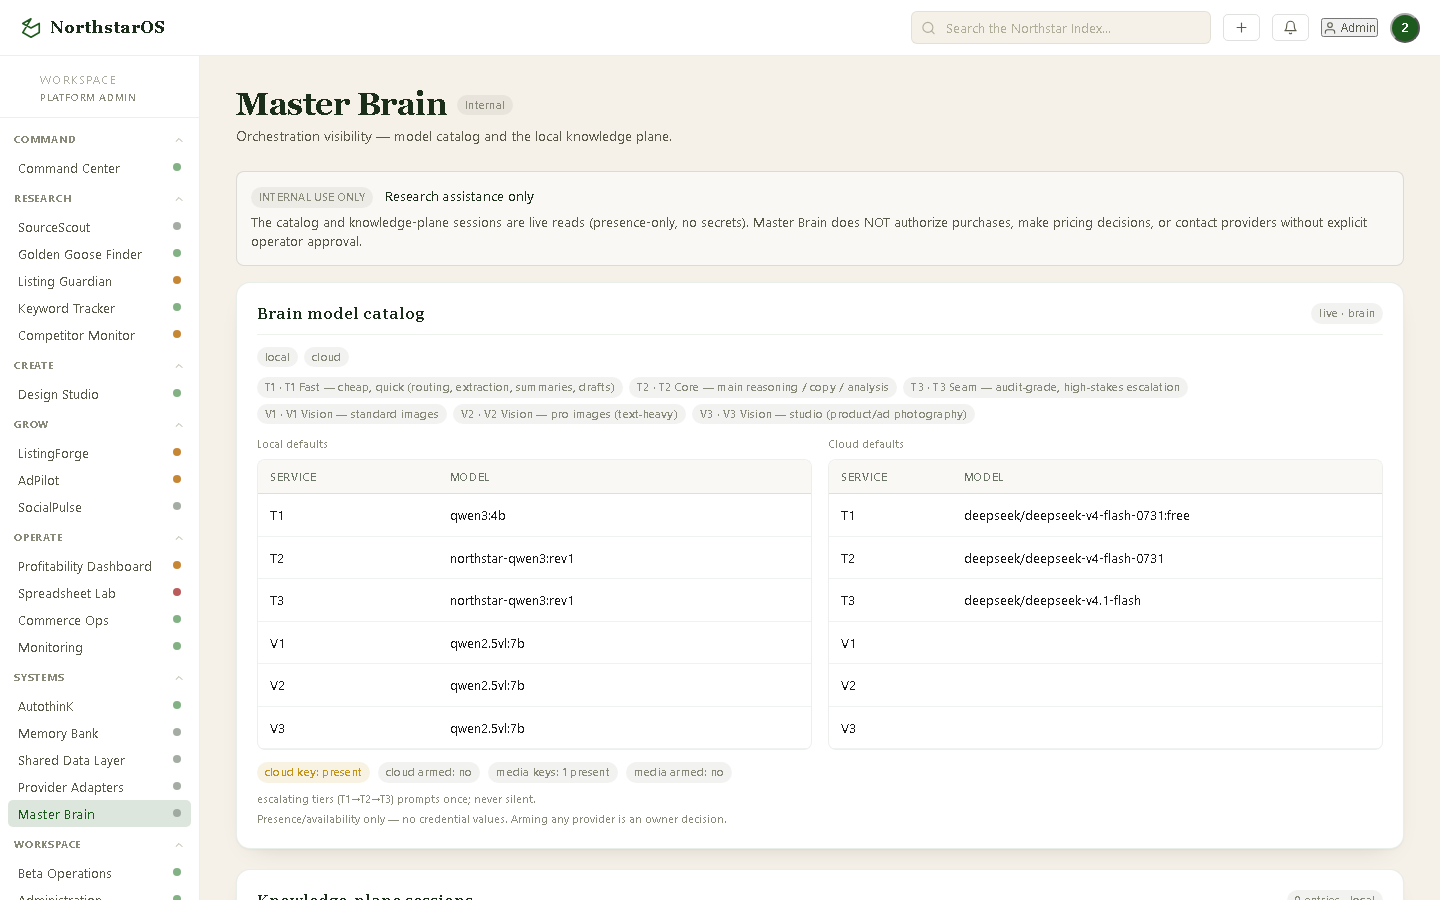 NorthstarOS
Search the Northstar Index...
Admin
2
WORKSPACE
PLATFORM ADMIN
COMMAND
Command Center
RESEARCH
SourceScout
Golden Goose Finder
Listing Guardian
Keyword Tracker
Competitor Monitor
CREATE
Design Studio
GROW
ListingForge
AdPilot
SocialPulse
OPERATE
Profitability Dashboard
Spreadsheet Lab
Commerce Ops
Monitoring
SYSTEMS
AutothinK
Memory Bank
Shared Data Layer
Provider Adapters
Master Brain
WORKSPACE
Beta Operations
Administration
Master Brain Internal
Orchestration visibility — model catalog and the local knowledge plane.
INTERNAL USE ONLY Research assistance only
The catalog and knowledge-plane sessions are live reads (presence-only, no secrets). Master Brain does NOT authorize purchases, make pricing decisions, or contact providers without explicit
operator approval.
Brain model catalog live · brain
local cloud
T1 · T1 Fast — cheap, quick (routing, extraction, summaries, drafts) T2 · T2 Core — main reasoning / copy / analysis T3 · T3 Seam — audit-grade, high-stakes escalation
V1 · V1 Vision — standard images V2 · V2 Vision — pro images (text-heavy) V3 · V3 Vision — studio (product/ad photography)
Local defaults
SERVICE MODEL
T1 qwen3:4b
T2 northstar-qwen3:rev1
T3 northstar-qwen3:rev1
V1 qwen2.5vl:7b
V2 qwen2.5vl:7b
V3 qwen2.5vl:7b
Cloud defaults
SERVICE MODEL
T1 deepseek/deepseek-v4-flash-0731:free
T2 deepseek/deepseek-v4-flash-0731
T3 deepseek/deepseek-v4.1-flash
V1
V2
V3
cloud key: present cloud armed: no media keys: 1 present media armed: no
escalating tiers (T1→T2→T3) prompts once; never silent.
Presence/availability only — no credential values. Arming any provider is an owner decision.
Knowledge-plane sessions 0 entries · local